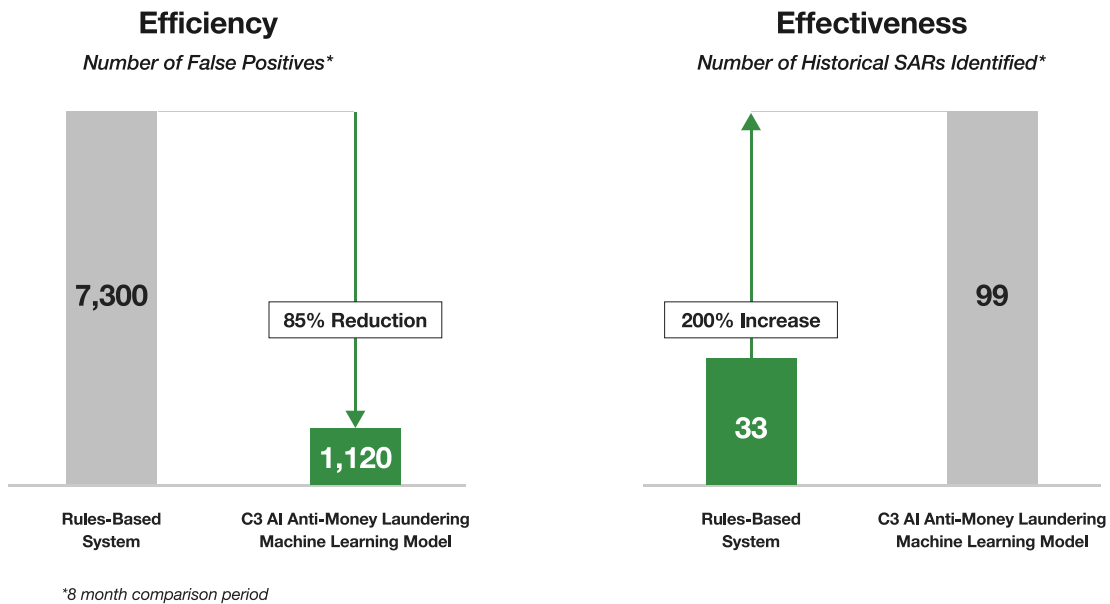 Efficiency
Number of False Positives*
7,300
85% Reduction
1,120
Rules-Based
System
C3 AI Anti-Money Laundering
Machine Learning Model
*8 month comparison period
Effectiveness
Number of Historical SARs Identified*
200% Increase
33
99
Rules-Based
System
C3 AI Anti-Money Laundering
Machine Learning Model